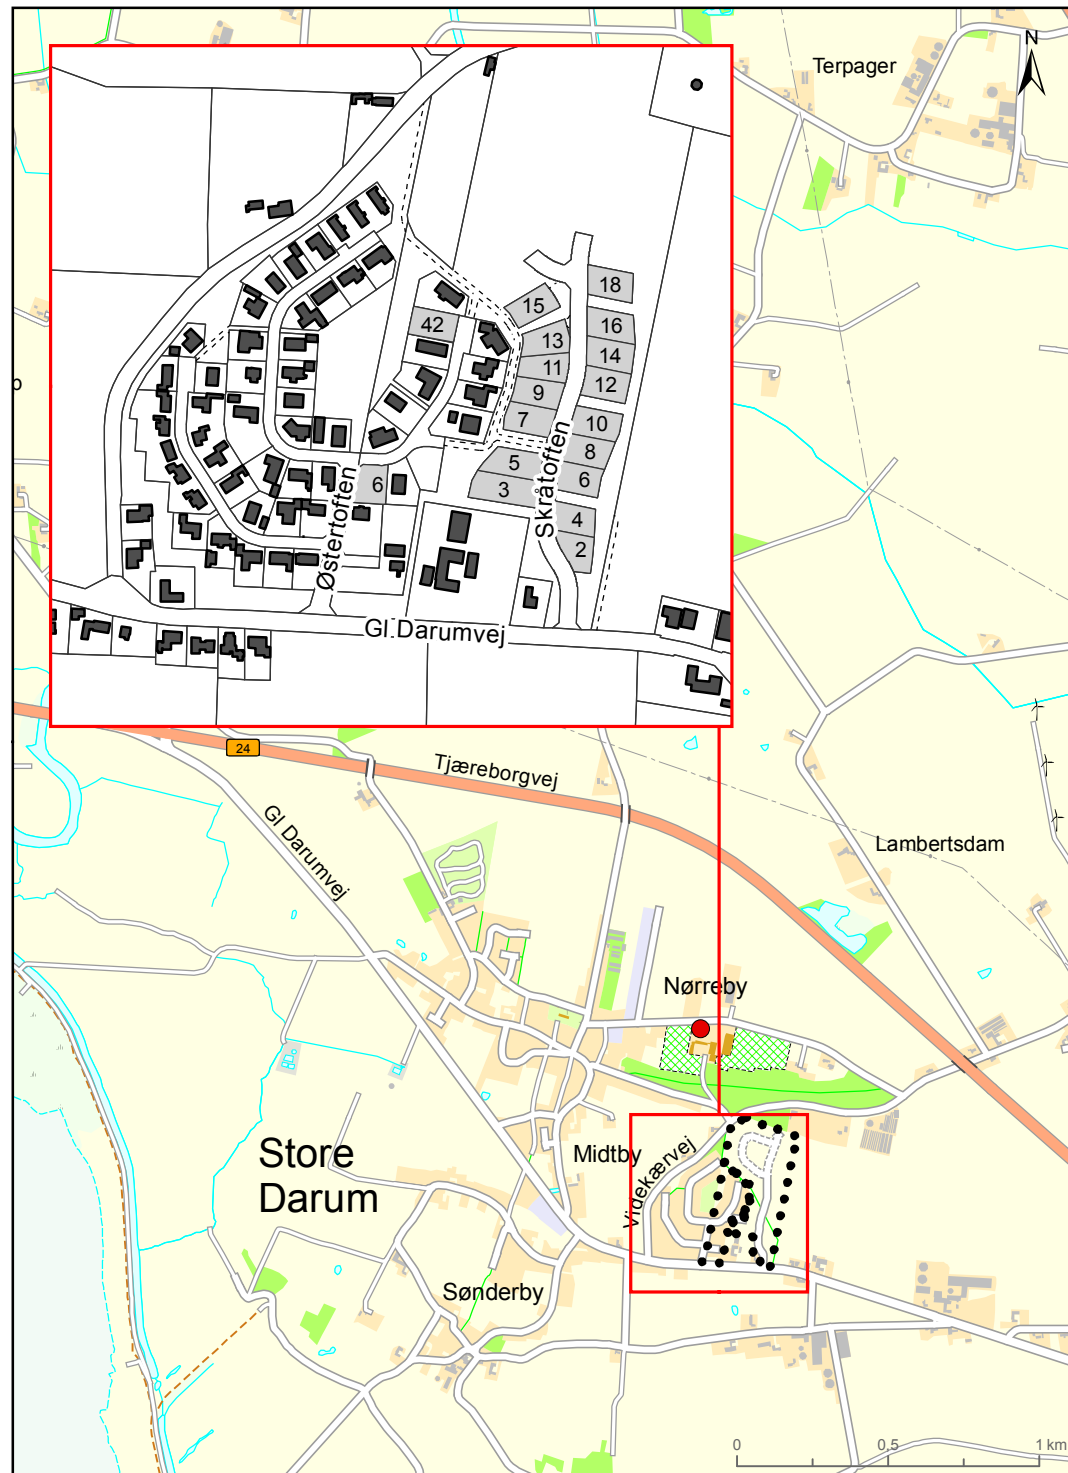 Terpager
N
18
15
16
42
13
14
11
12
9
7
10
8
5
6
6
3
4
2
Skråtoften
Østertoften
Gl Darumvej
24
Tjæreborgvej
Gl Darumvej
Lambertsdam
Nørreby
Store
Darum
Midtby
Videkærvej
Sønderby
0
0,5
1 km